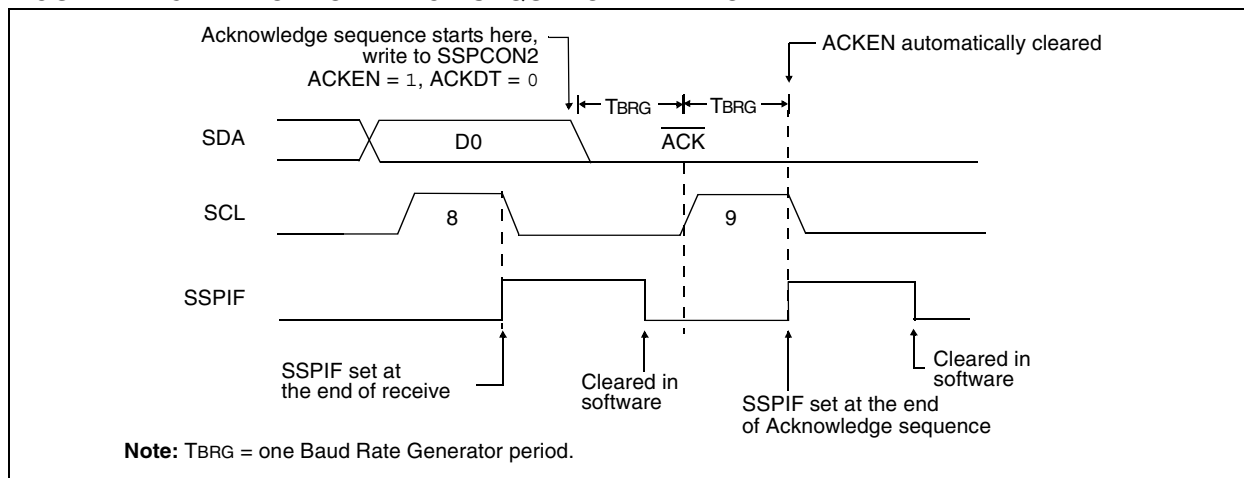 Acknowledge sequence starts here,
write to SSPCON2
ACKEN = 1, ACKDT = 0
ACKEN automatically cleared
TBRG
TBRG
SDA
D0
ACK
SCL
8
9
SSPIF
SSPIF set at
the end of receive
Cleared in
software
SSPIF set at the end
of Acknowledge sequence
Cleared in
software
Note: TBRG = one Baud Rate Generator period.